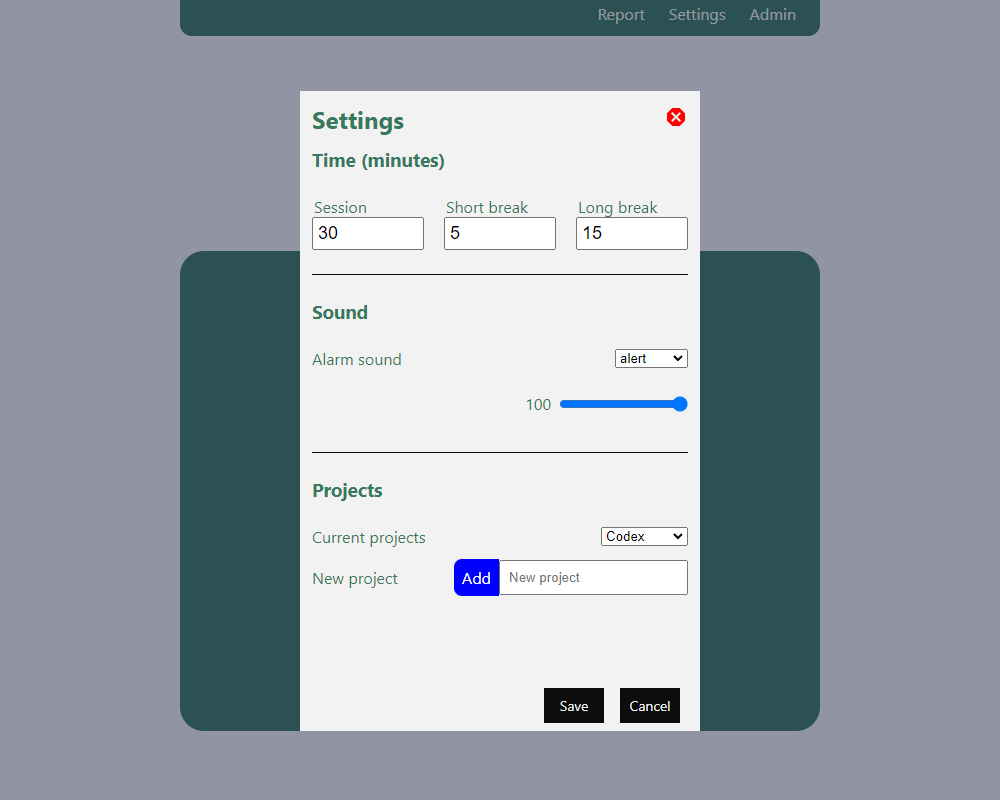 Report Settings Admin
Settings
Time (minutes)
Session Short break Long break
30 5 15
Sound
Alarm sound alert
100
Projects
Current projects Codex
New project Add New project
Save Cancel